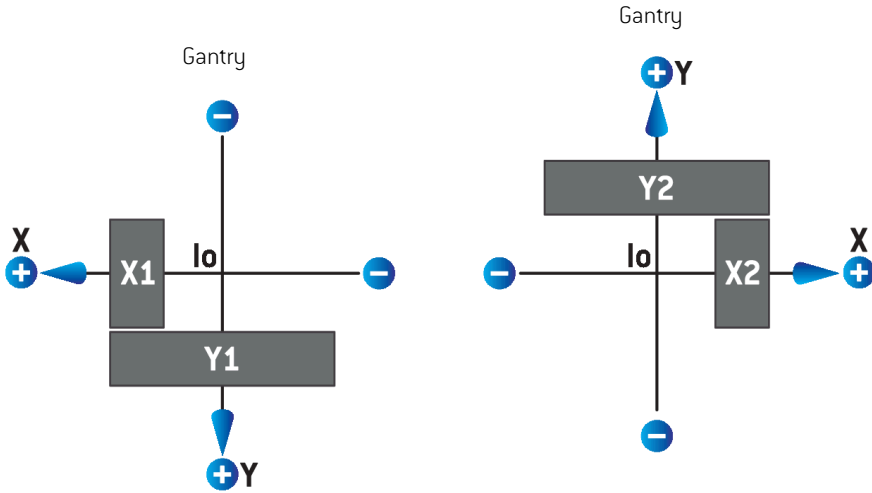 Gantry
−
X
+
X1
Io
−
Y1
+ Y
Gantry
+ Y
Y2
−
Io
X2
X
+
−